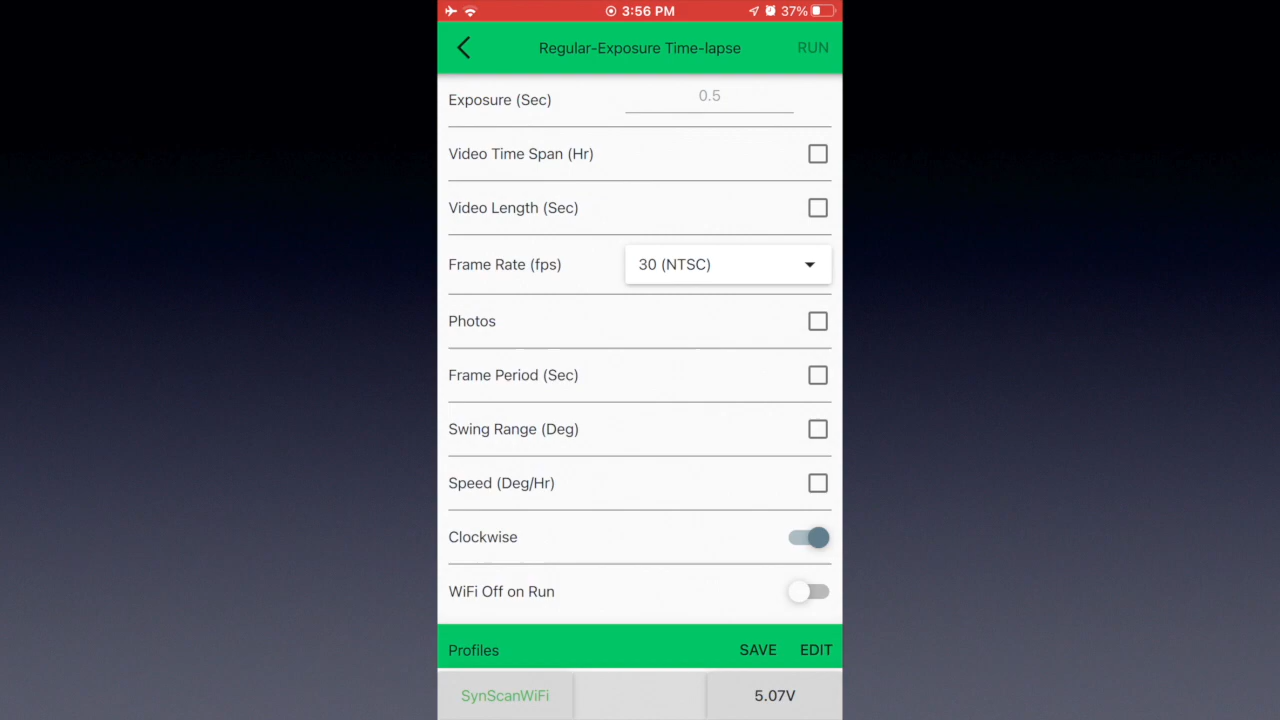 3:56 PM 37%
Regular-Exposure Time-lapse RUN
Exposure (Sec) 0.5
Video Time Span (Hr)
Video Length (Sec)
Frame Rate (fps) 30 (NTSC)
Photos
Frame Period (Sec)
Swing Range (Deg)
Speed (Deg/Hr)
Clockwise
WiFi Off on Run
Profiles SAVE EDIT
SynScanWiFi 5.07V